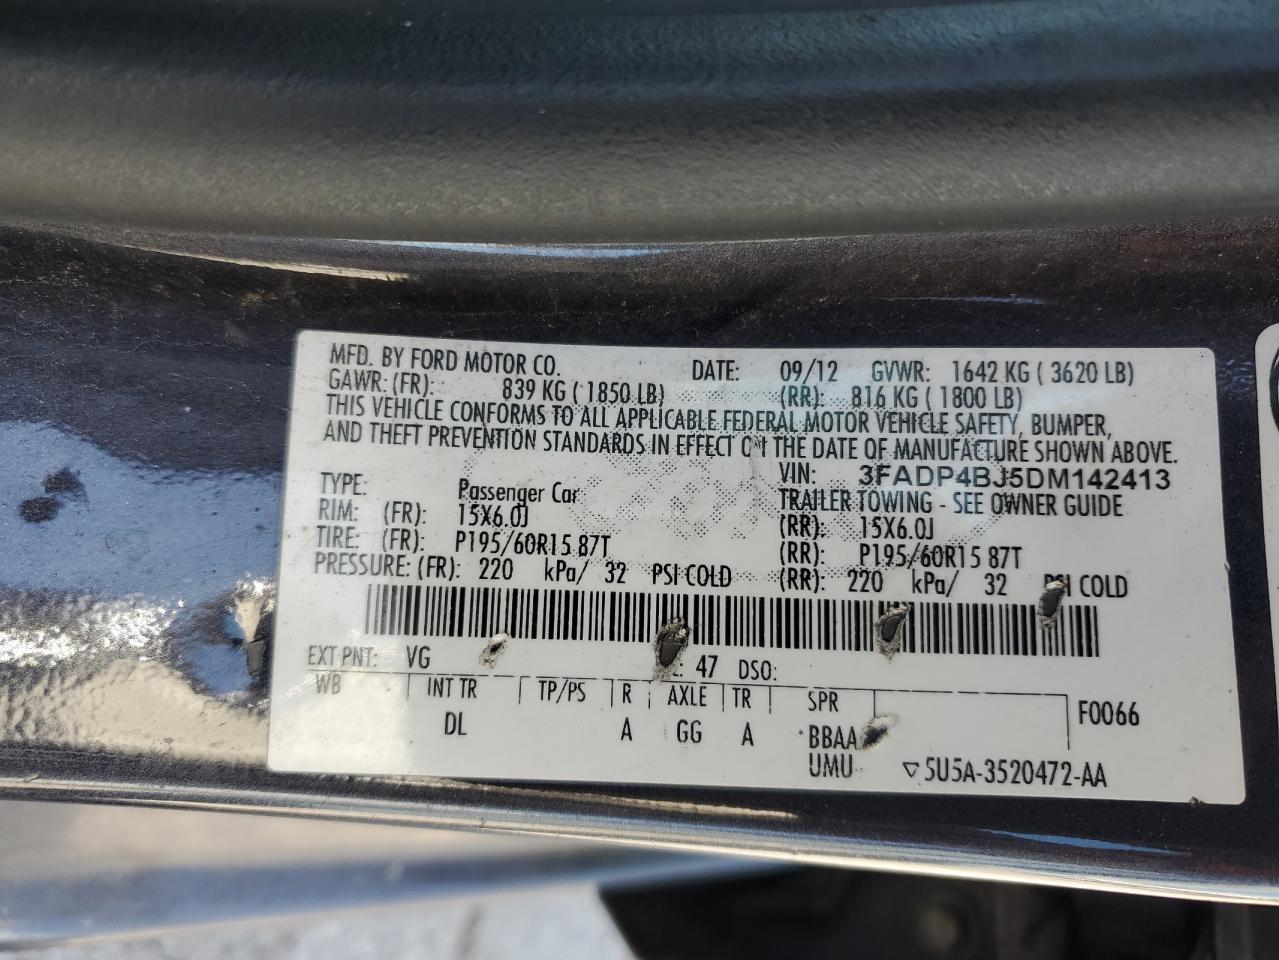 MFD. BY FORD MOTOR CO. DATE: 09/12 GVWR: 1642 KG ( 3620 LB)
GAWR: (FR): 839 KG ( 1850 LB) (RR): 816 KG ( 1800 LB)
THIS VEHICLE CONFORMS TO ALL APPLICABLE FEDERAL MOTOR VEHICLE SAFETY, BUMPER,
AND THEFT PREVENTION STANDARDS IN EFFECT ON THE DATE OF MANUFACTURE SHOWN ABOVE.
VIN: 3FADP4BJ5DM142413
TYPE: Passenger Car TRAILER TOWING - SEE OWNER GUIDE
RIM: (FR): 15X6.0J (RR): 15X6.0J
TIRE: (FR): P195/60R15 87T (RR): P195/60R15 87T
PRESSURE: (FR): 220 kPa/ 32 PSI COLD (RR): 220 kPa/ 32 PSI COLD
EXT PNT: VG 47 DSO:
WB INT TR TP/PS R AXLE TR SPR F0066
DL A GG A BBAA
UMU ▽5U5A-3520472-AA